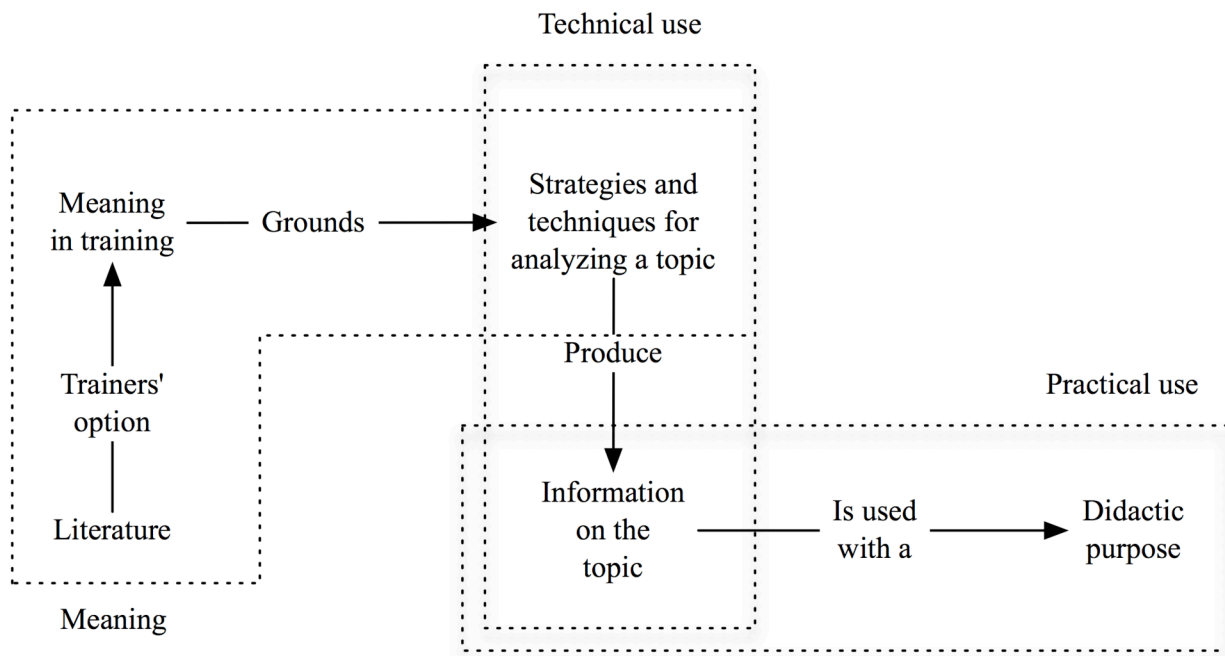 Technical use
Meaning
in training
Grounds
Strategies and
techniques for
analyzing a topic
Produce
Trainers'
option
Practical use
Literature
Information
on the
topic
Is used
with a
Didactic
purpose
Meaning